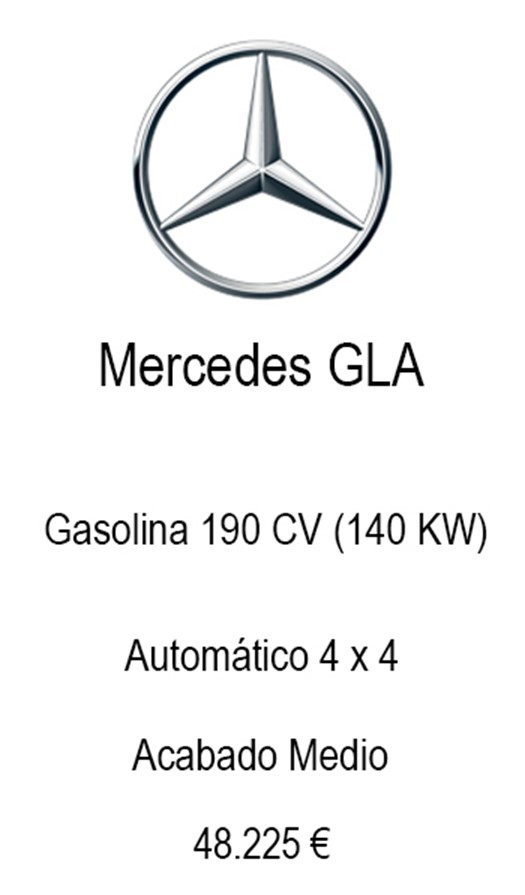 Mercedes GLA
Gasolina 190 CV (140 KW)
Automático 4 x 4
Acabado Medio
48.225 €